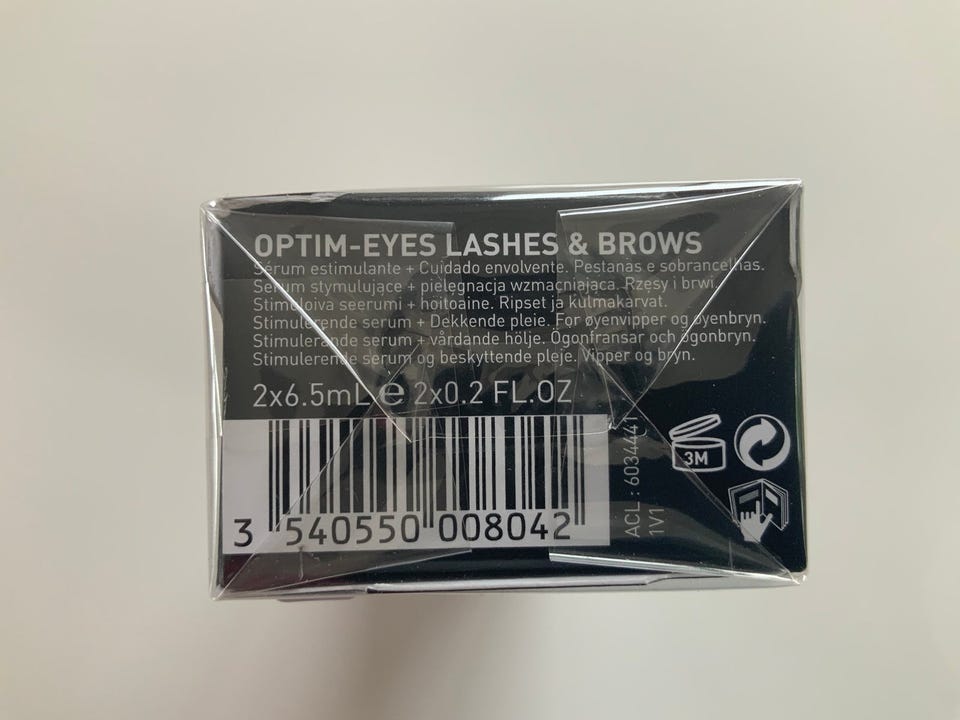 OPTIM-EYES LASHES & BROWS
Sérum estimulante + Cuidado envolvente. Pestanas e sobrancelhas.
Serum stymulujące + pielęgnacja wzmacniająca. Rzęsy i brwi.
Stimuloiva seerumi + hoitoaine. Ripset ja kulmakarvat.
Stimulerende serum + Dekkende pleie. For øyenvipper og øyenbryn.
Stimulerande serum + vårdande hölje. Ögonfransar och ögonbryn.
Stimulerende serum og beskyttende pleje. Vipper og bryn.
2x6.5mL e 2x0.2 FL.OZ
3M
ACL : 6034441
1V1
3 540550 008042